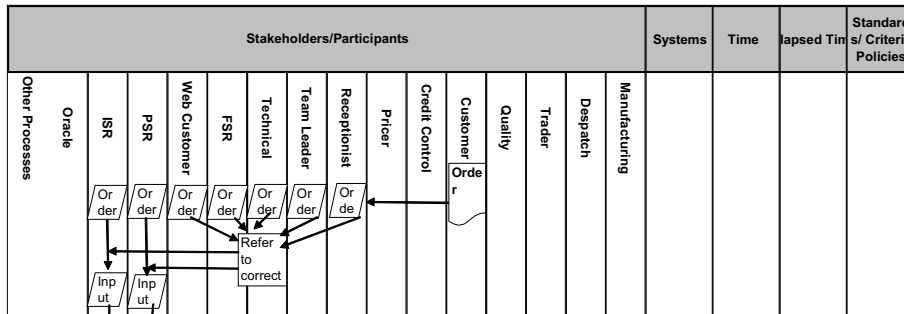 Stakeholders/Participants
Systems
Time
lapsed Tim
Standard
s/ Criteri
Policies
Other Processes
Oracle
ISR
PSR
Web Customer
FSR
Technical
Team Leader
Receptionist
Pricer
Credit Control
Customer
Quality
Trader
Despatch
Manufacturing
Or
der
Or
der
Or
der
Or
der
Or
der
Or
der
Or
de
Orde
r
Refer
to
correct
Inp
ut
Inp
ut